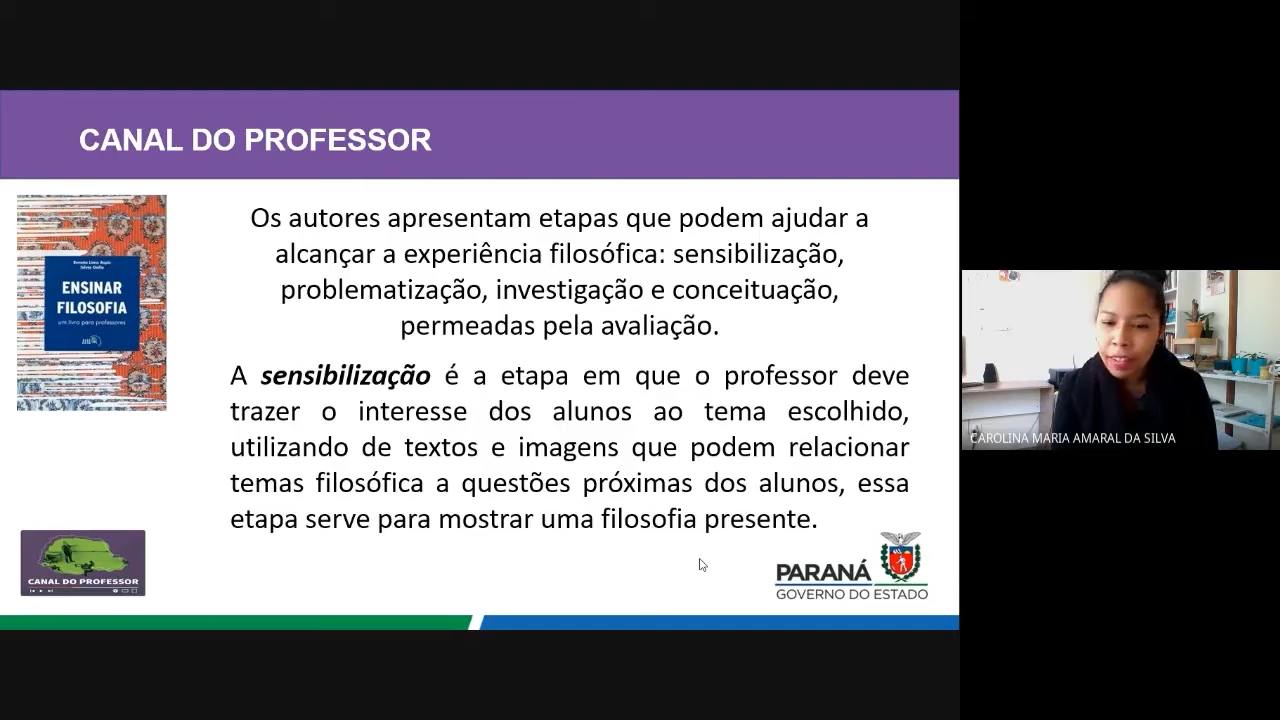 CANAL DO PROFESSOR
Renata Lima Aspis
Sílvio Gallo
ENSINAR
FILOSOFIA
um livro para professores
Os autores apresentam etapas que podem ajudar a
alcançar a experiência filosófica: sensibilização,
problematização, investigação e conceituação,
permeadas pela avaliação.
A sensibilização é a etapa em que o professor deve
trazer o interesse dos alunos ao tema escolhido,
utilizando de textos e imagens que podem relacionar
temas filosófica a questões próximas dos alunos, essa
etapa serve para mostrar uma filosofia presente.
CANAL DO PROFESSOR
PARANÁ
GOVERNO DO ESTADO
CAROLINA MARIA AMARAL DA SILVA